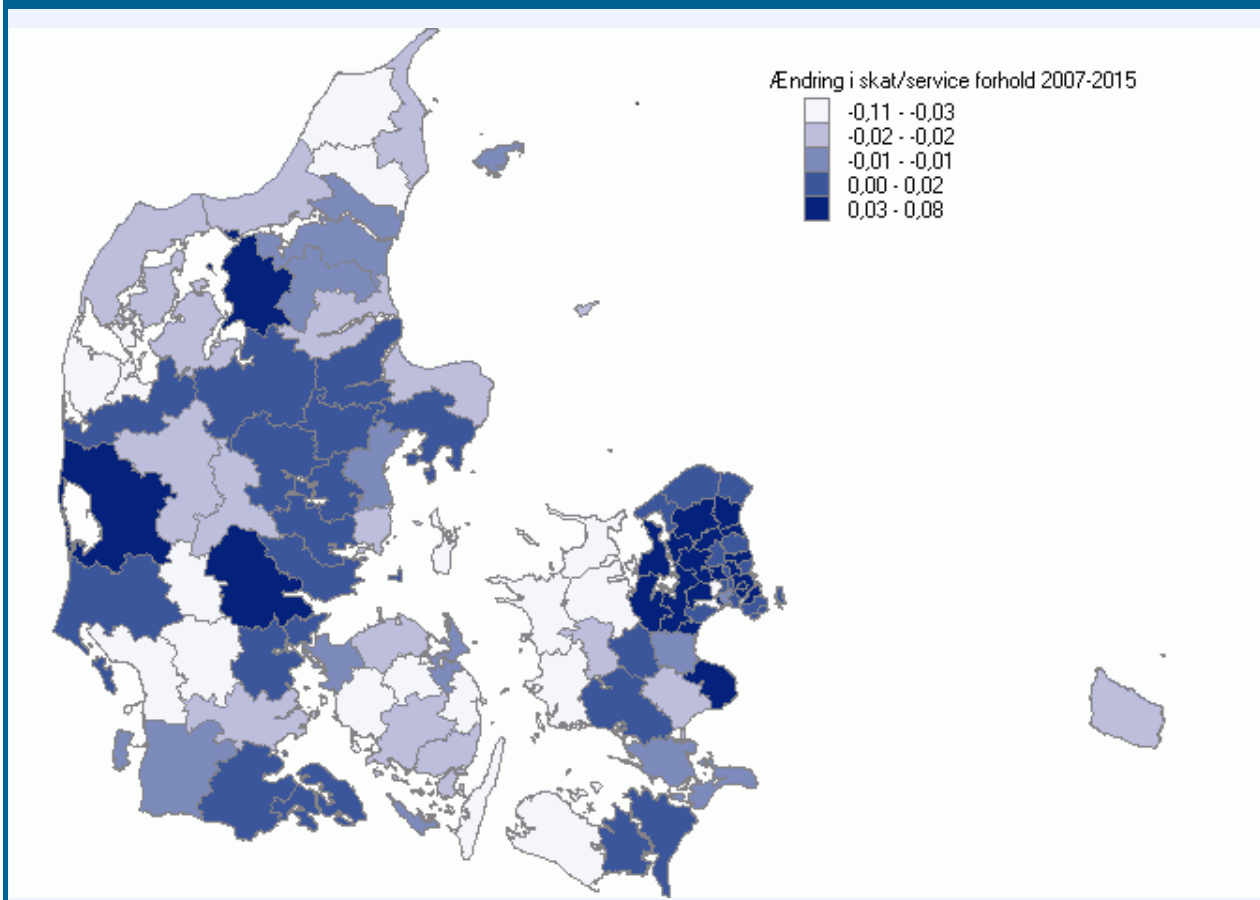 Ændring i skat/service forhold 2007-2015
-0,11 - -0,03
-0,02 - -0,02
-0,01 - -0,01
0,00 - 0,02
0,03 - 0,08